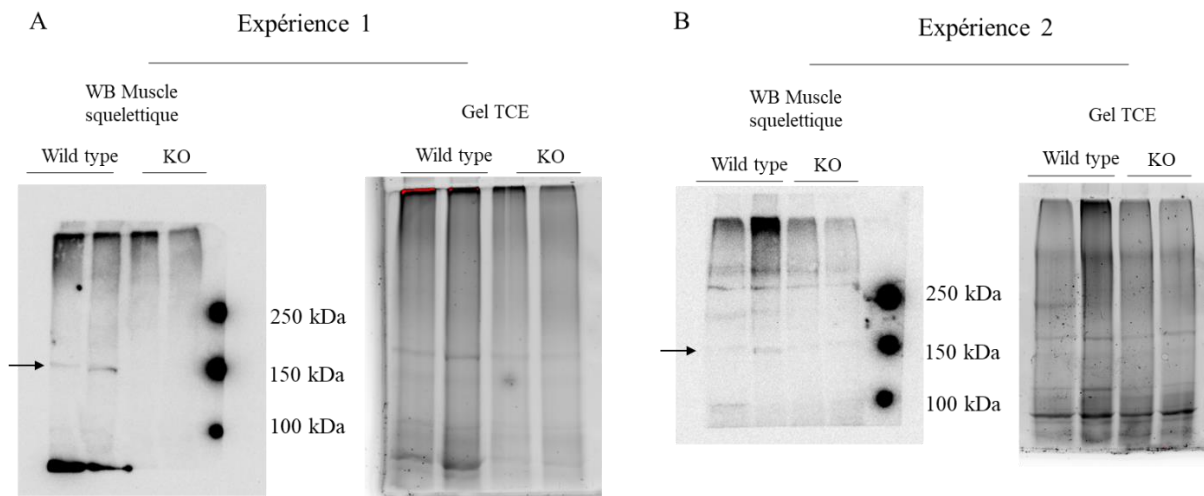 A
Expérience 1
WB Muscle
squelettique
Gel TCE
Wild type
KO
Wild type
KO
250 kDa
150 kDa
100 kDa
B
Expérience 2
WB Muscle
squelettique
Gel TCE
Wild type
KO
Wild type
KO
250 kDa
150 kDa
100 kDa